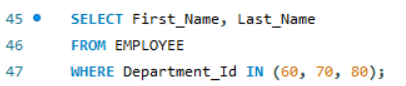 45 SELECT First_Name, Last_Name
46 FROM EMPLOYEE
47 WHERE Department_Id IN (60, 70, 80);